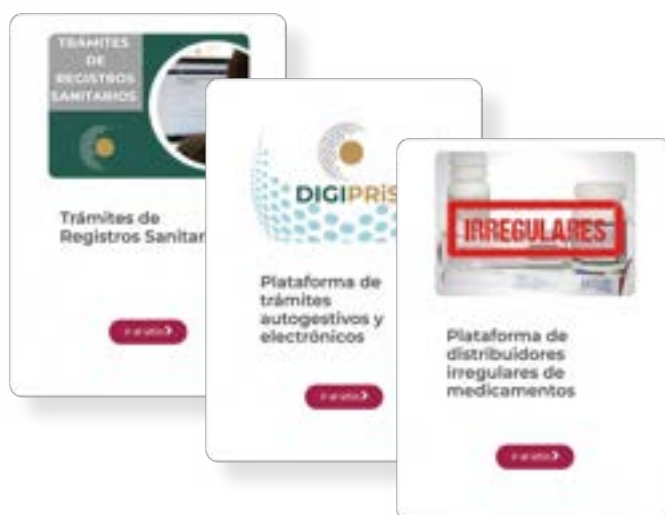 TRÁMITES
DE
REGISTROS
SANITARIOS
Trámites de
Registros Sanitar
DIGIPRiS
Plataforma de
trámites
autogestivos y
electrónicos
IRREGULARES
Plataforma de
distribuidores
irregulares de
medicamentos